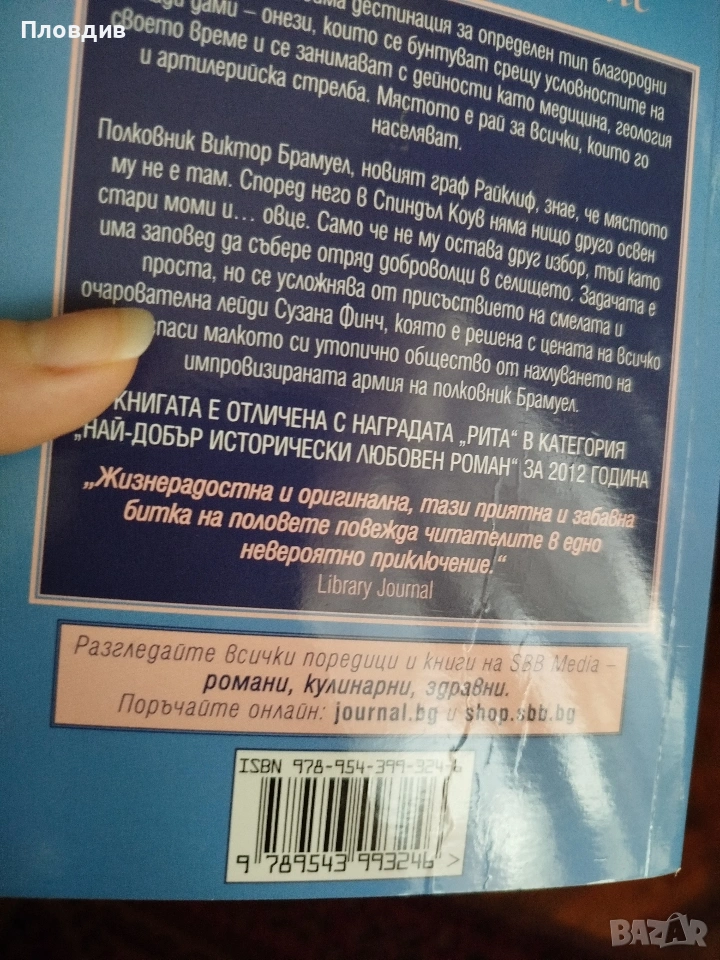 Пловдив
дестинация за определен тип благородни
дами – онези, които се бунтуват срещу условностите на
своето време и се занимават с дейности като медицина, геология
и артилерийска стрелба. Мястото е рай за всички, които го
населяват.
Полковник Виктор Брамуел, новият граф Райклиф, знае, че мястото
му не е там. Според него в Спиндъл Коув няма нищо друго освен
стари моми и... овце. Само че не му остава друг избор, тъй като
има заповед да събере отряд доброволци в селището. Задачата е
проста, но се усложнява от присъствието на смелата и
очарователна лейди Сузана Финч, която е решена с цената на всичко
малкото си утопично общество от нахлуването на
импровизираната армия на полковник Брамуел.
КНИГАТА Е ОТЛИЧЕНА С НАГРАДАТА „РИТА“ В КАТЕГОРИЯ
„НАЙ-ДОБЪР ИСТОРИЧЕСКИ ЛЮБОВЕН РОМАН“ ЗА 2012 ГОДИНА
„Жизнерадостна и оригинална, тази приятна и забавна
битка на половете повежда читателите в едно
невероятно приключение.“
Library Journal
Разгледайте всички поредици и книги на SBB Media –
романи, кулинарни, здравни.
Поръчайте онлайн: journal.bg и shop.sbb.bg
ISBN 978-954-399-324-6
9 789543 993246 >
BAZAR